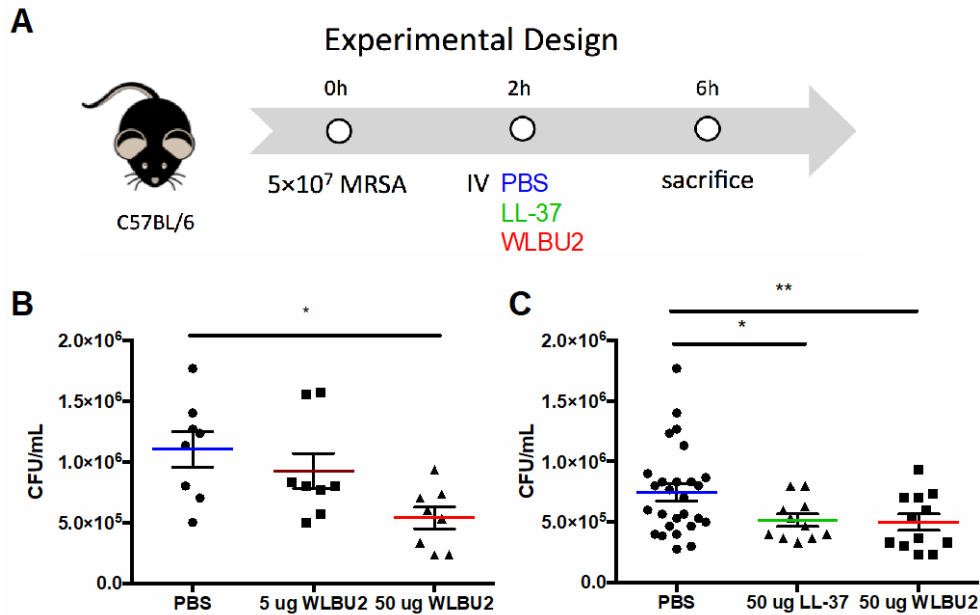 A
Experimental Design
0h 2h 6h
5×10⁷ MRSA IV PBS sacrifice
LL-37
WLBU2
C57BL/6
B
*
2.0×10⁶
1.5×10⁶
1.0×10⁶
5.0×10⁵
0.0
CFU/mL
PBS 5 ug WLBU2 50 ug WLBU2
C
**
*
2.0×10⁶
1.5×10⁶
1.0×10⁶
5.0×10⁵
0.0
CFU/mL
PBS 50 ug LL-37 50 ug WLBU2